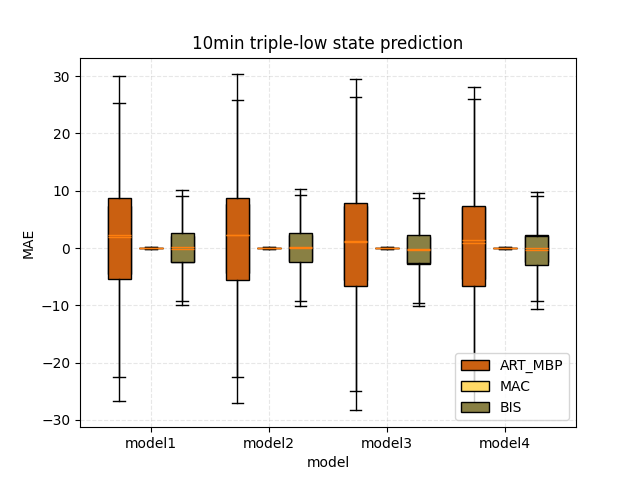 10min triple-low state prediction
30
20
10
0
−10
−20
−30
MAE
model1 model2 model3 model4
model
ART_MBP
MAC
BIS